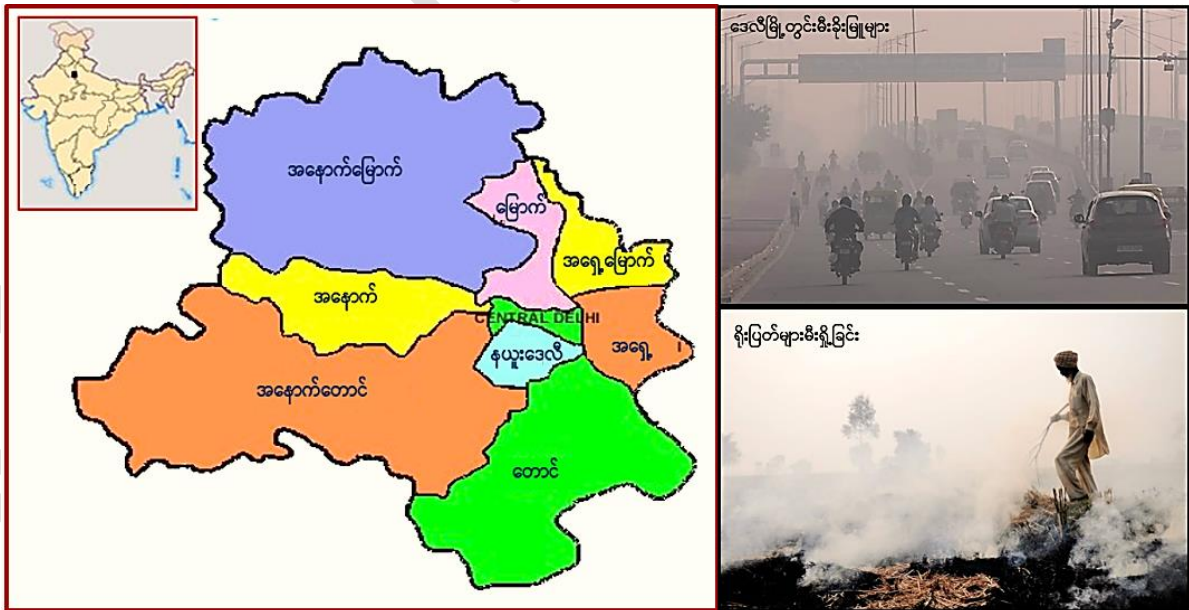 အနောက်မြောက်
မြောက်
အရှေ့မြောက်
အနောက်
CENTRAL DELHI
နယူးဒေလီ
အရှေ့
အနောက်တောင်
တောင်
ဒေလီမြို့တွင်းမီးခိုးမြူများ
ရိုးပြတ်များမီးရှို့ခြင်း